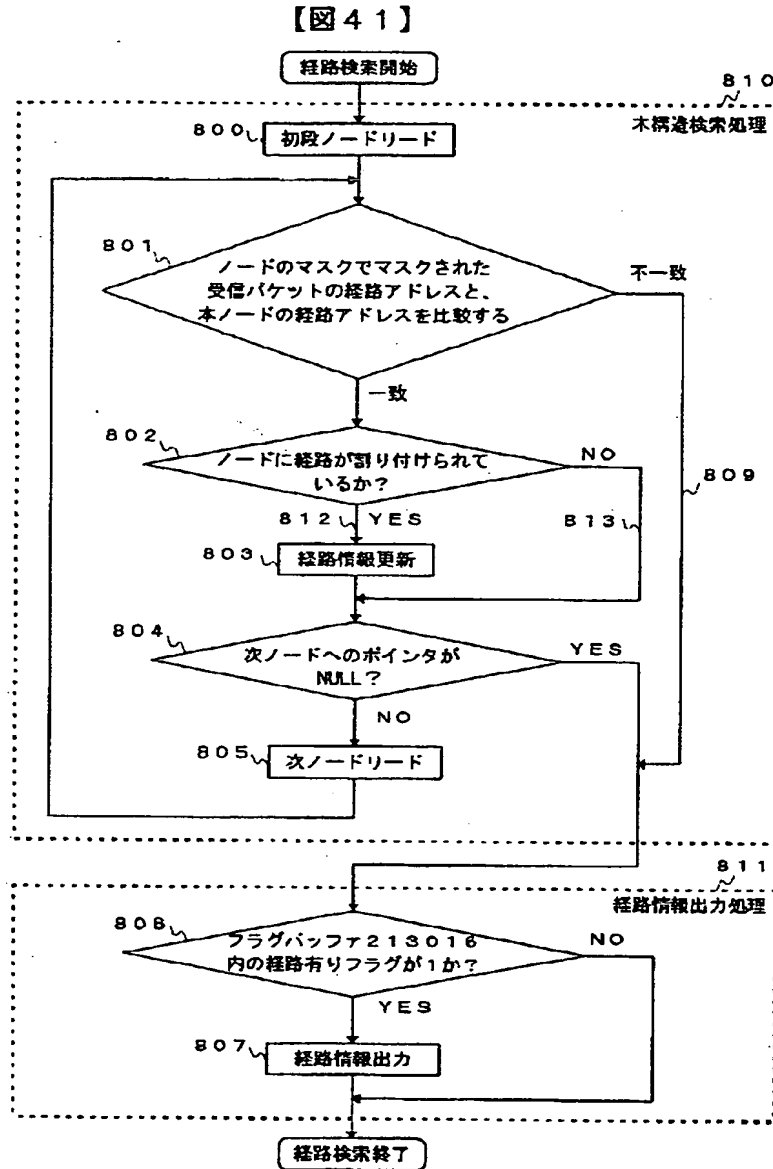 【図41】
経路検索開始
810
木構造検索処理
800
初段ノードリード
801
ノードのマスクでマスクされた
受信パケットの経路アドレスと、
本ノードの経路アドレスを比較する
不一致
一致
802
ノードに経路が割り付けられて
いるか?
NO
809
812
YES
813
803
経路情報更新
804
次ノードへのポインタが
NULL?
YES
NO
805
次ノードリード
811
経路情報出力処理
808
フラグバッファ213016
内の経路有りフラグが1か?
NO
YES
807
経路情報出力
経路検索終了